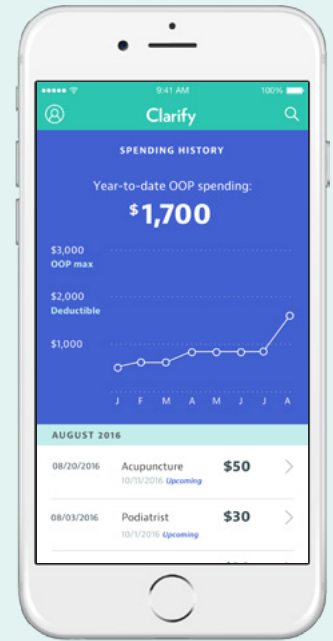 9:41 AM 100%
Clarify
SPENDING HISTORY
Year-to-date OOP spending:
$1,700
$3,000
OOP max
$2,000
Deductible
$1,000
J F M A M J J A
AUGUST 2016
08/20/2016 Acupuncture $50
10/11/2016 Upcoming
08/03/2016 Podiatrist $30
10/1/2016 Upcoming